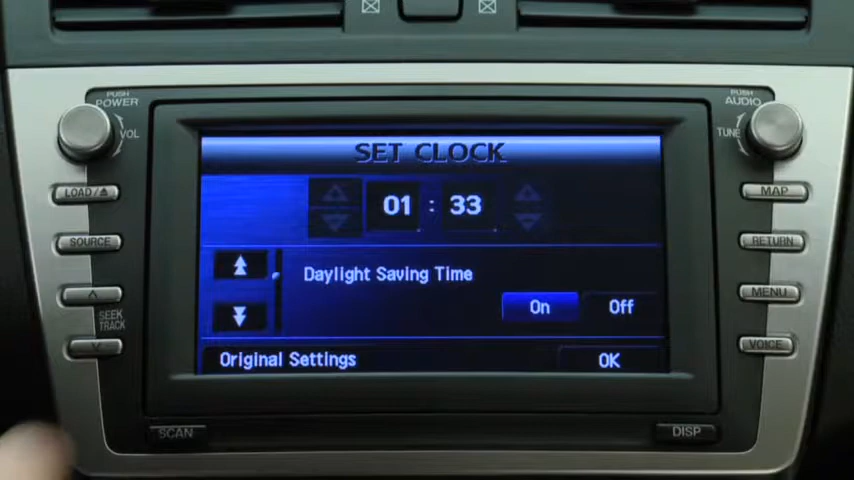 PUSH
POWER
VOL
PUSH
AUDIO
TUNE
SET CLOCK
01 : 33
Daylight Saving Time
On Off
Original Settings OK
LOAD/⏏
SOURCE
SEEK
TRACK
SCAN
MAP
RETURN
MENU
VOICE
DISP